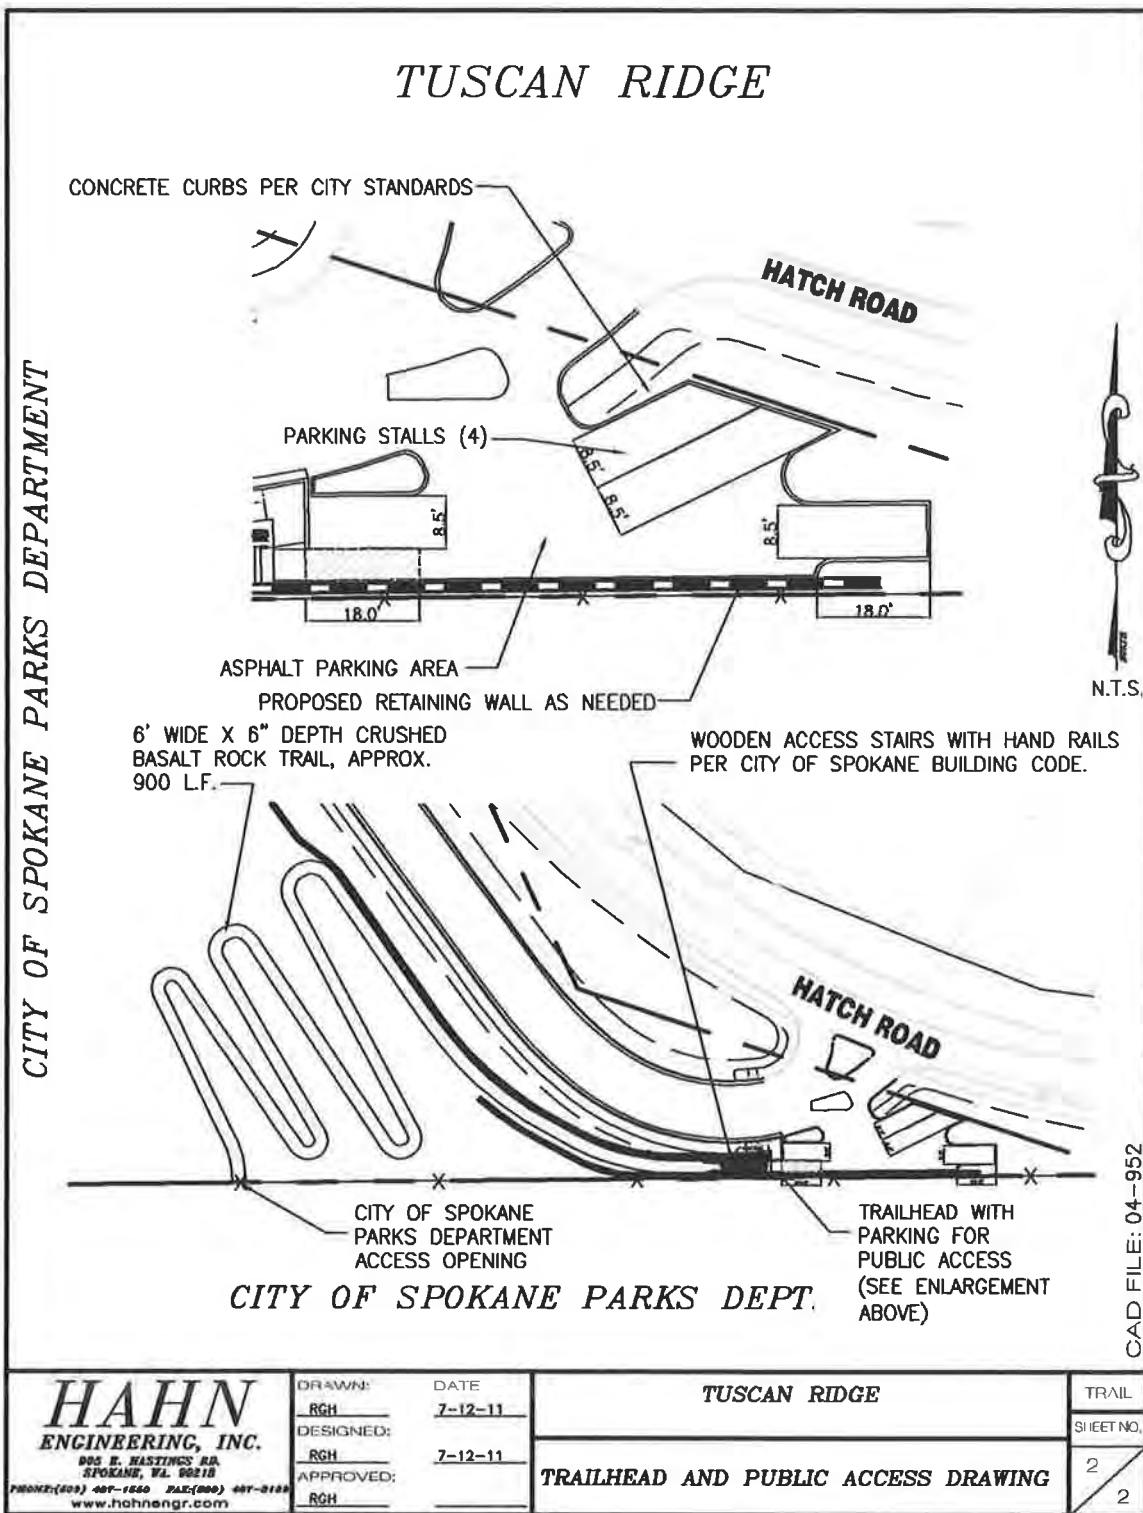 TUSCAN RIDGE
CONCRETE CURBS PER CITY STANDARDS
HATCH ROAD
CITY OF SPOKANE PARKS DEPARTMENT
PARKING STALLS (4)
8.5'
8.5'
8.5'
8.5'
18.0'
18.0'
ASPHALT PARKING AREA
PROPOSED RETAINING WALL AS NEEDED
N.T.S.
6' WIDE X 6" DEPTH CRUSHED
BASALT ROCK TRAIL, APPROX.
900 L.F.
WOODEN ACCESS STAIRS WITH HAND RAILS
PER CITY OF SPOKANE BUILDING CODE.
HATCH ROAD
CITY OF SPOKANE
PARKS DEPARTMENT
ACCESS OPENING
TRAILHEAD WITH
PARKING FOR
PUBLIC ACCESS
(SEE ENLARGEMENT
ABOVE)
CITY OF SPOKANE PARKS DEPT.
CAD FILE: 04-952
HAHN
ENGINEERING, INC.
E. HASTINGS RD.
SPOKANE, WA.
www.hahnengr.com
DRAWN: DATE
RGH 7-12-11
DESIGNED:
RGH 7-12-11
APPROVED:
RGH
TUSCAN RIDGE
TRAILHEAD AND PUBLIC ACCESS DRAWING
TRAIL
SHEET NO.
2
2